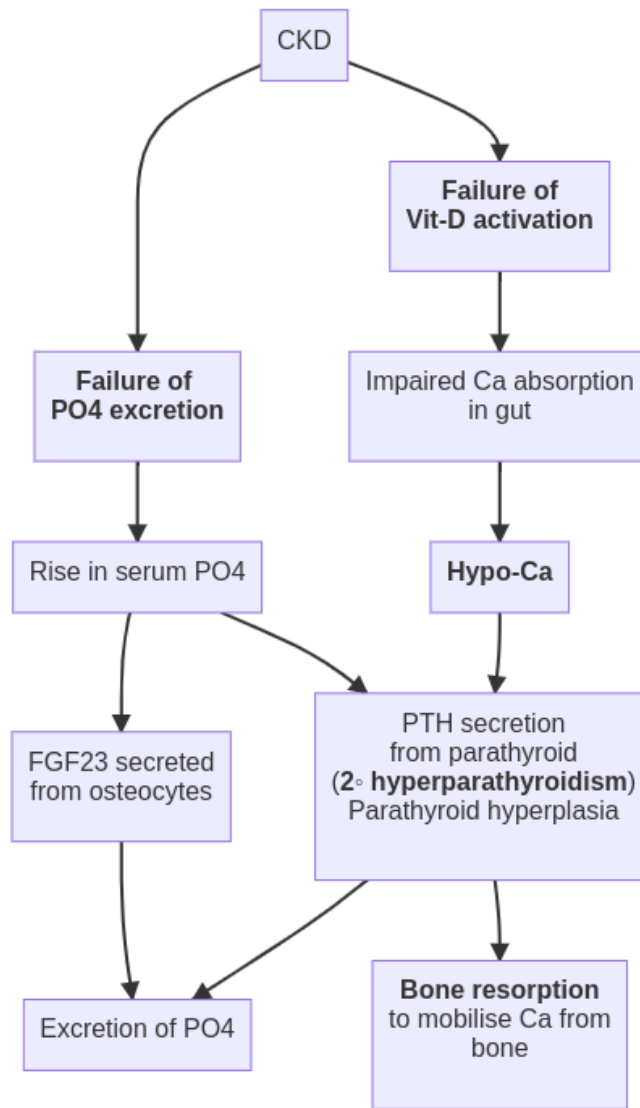 CKD
Failure of
Vit-D activation
Failure of
PO4 excretion
Impaired Ca absorption
in gut
Rise in serum PO4
Hypo-Ca
FGF23 secreted
from osteocytes
PTH secretion
from parathyroid
(2◦ hyperparathyroidism)
Parathyroid hyperplasia
Excretion of PO4
Bone resorption
to mobilise Ca from
bone